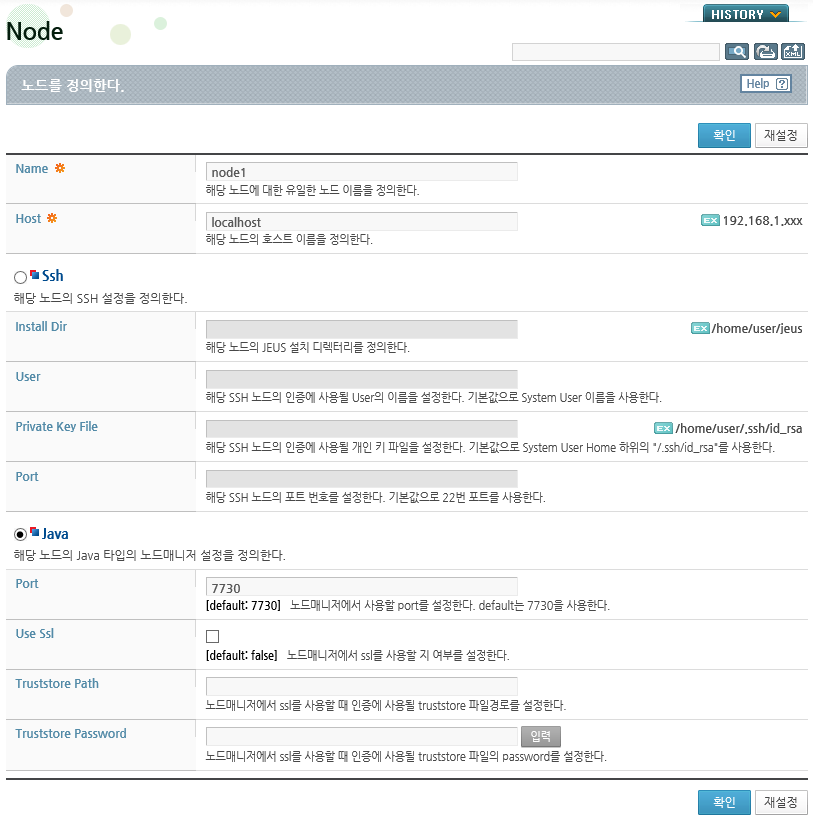 HISTORY
Node
XML
노드를 정의한다.
Help ?
확인 재설정
Name
node1
해당 노드에 대한 유일한 노드 이름을 정의한다.
Host
localhost
EX 192.168.1.xxx
해당 노드의 호스트 이름을 정의한다.
Ssh
해당 노드의 SSH 설정을 정의한다.
Install Dir
EX /home/user/jeus
해당 노드의 JEUS 설치 디렉터리를 정의한다.
User
해당 SSH 노드의 인증에 사용될 User의 이름을 설정한다. 기본값으로 System User 이름을 사용한다.
Private Key File
EX /home/user/.ssh/id_rsa
해당 SSH 노드의 인증에 사용될 개인 키 파일을 설정한다. 기본값으로 System User Home 하위의 "/.ssh/id_rsa"를 사용한다.
Port
해당 SSH 노드의 포트 번호를 설정한다. 기본값으로 22번 포트를 사용한다.
Java
해당 노드의 Java 타입의 노드매니저 설정을 정의한다.
Port
7730
[default: 7730] 노드매니저에서 사용할 port를 설정한다. default는 7730을 사용한다.
Use Ssl
[default: false] 노드매니저에서 ssl를 사용할 지 여부를 설정한다.
Truststore Path
노드매니저에서 ssl를 사용할 때 인증에 사용될 truststore 파일경로를 설정한다.
Truststore Password
입력
노드매니저에서 ssl를 사용할 때 인증에 사용될 truststore 파일의 password를 설정한다.
확인 재설정